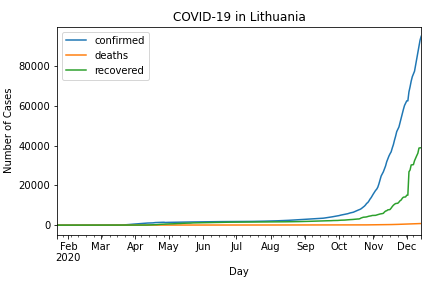 COVID-19 in Lithuania
confirmed
deaths
recovered
Number of Cases
80000
60000
40000
20000
0
Feb Mar Apr May Jun Jul Aug Sep Oct Nov Dec
2020
Day